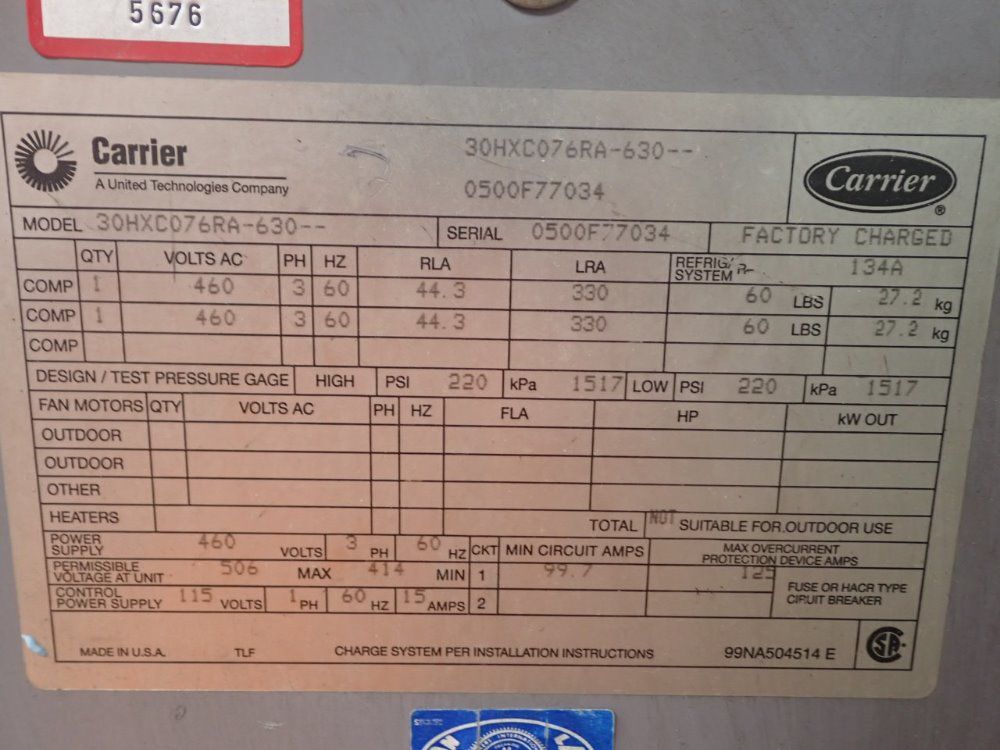 5676
Carrier
A United Technologies Company
30HXC076RA-630--
0500F77034
Carrier
®
MODEL 30HXC076RA-630-- SERIAL 0500F77034 FACTORY CHARGED
QTY VOLTS AC PH HZ RLA LRA REFRIG SYSTEM R- 134A
COMP 1 460 3 60 44.3 330 60 LBS 27.2 kg
COMP 1 460 3 60 44.3 330 60 LBS 27.2 kg
COMP
DESIGN / TEST PRESSURE GAGE HIGH PSI 220 kPa 1517 LOW PSI 220 kPa 1517
FAN MOTORS QTY VOLTS AC PH HZ FLA HP kW OUT
OUTDOOR
OUTDOOR
OTHER
HEATERS TOTAL NOT SUITABLE FOR.OUTDOOR USE
POWER SUPPLY 460 VOLTS 3 PH 60 HZ CKT MIN CIRCUIT AMPS MAX OVERCURRENT PROTECTION DEVICE AMPS
PERMISSIBLE VOLTAGE AT UNIT 506 MAX 414 MIN 1 99.7 125 FUSE OR HACR TYPE
CONTROL POWER SUPPLY 115 VOLTS 1 PH 60 HZ 15 AMPS 2 CIRUIT BREAKER
MADE IN U.S.A. TLF CHARGE SYSTEM PER INSTALLATION INSTRUCTIONS 99NA504514 E SA